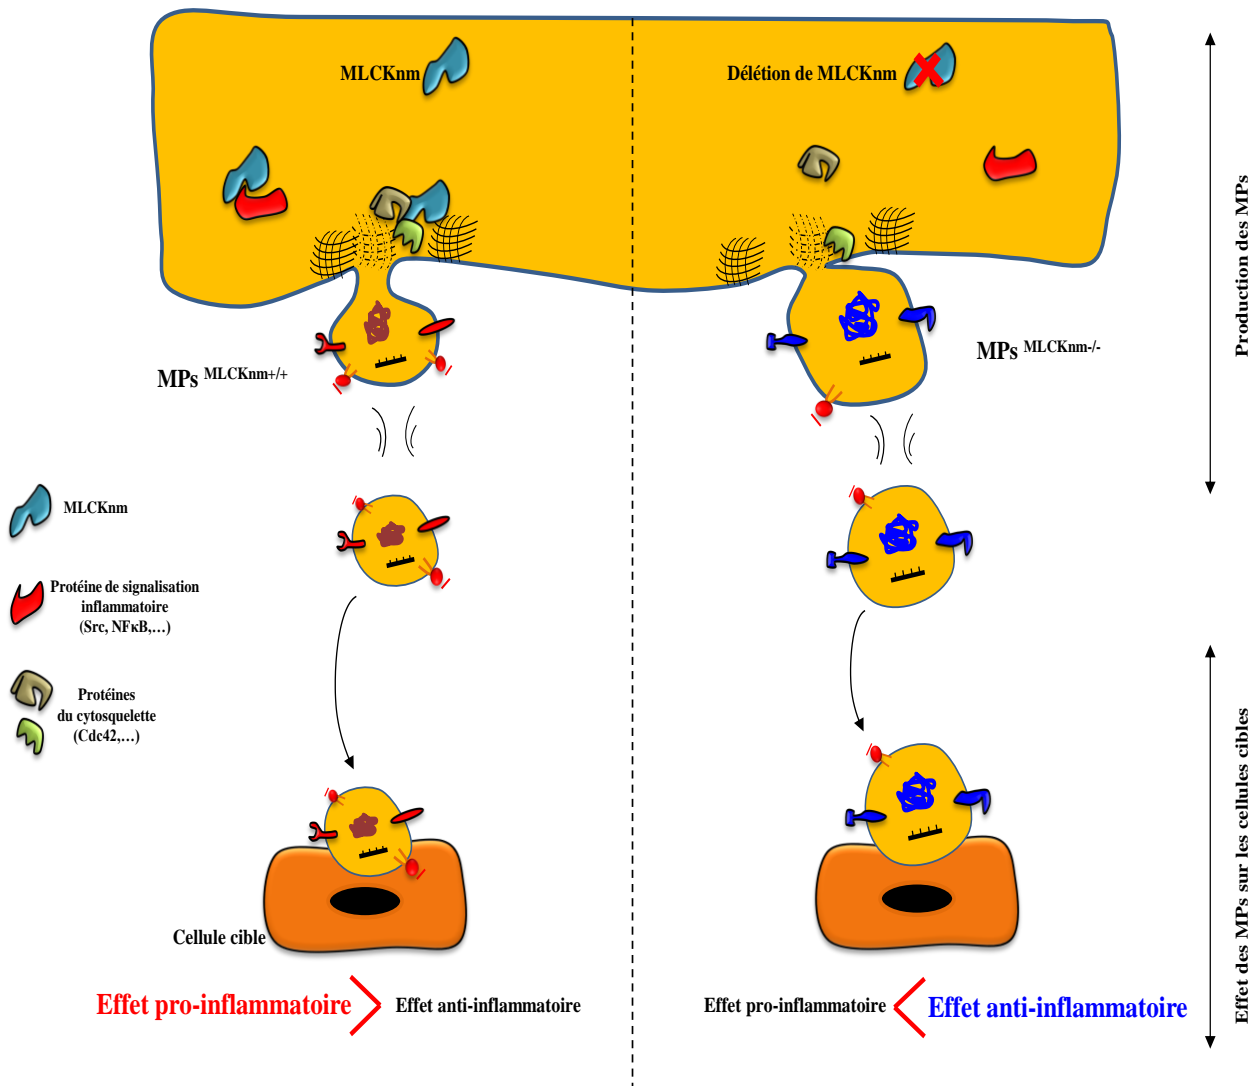 MLCKnm
Délétion de MLCKnm
Production des MPs
MPs MLCKnm+/+
MPs MLCKnm-/-
MLCKnm
Protéine de signalisation
inflammatoire
(Src, NFκB,…)
Protéines
du cytosquelette
(Cdc42,…)
Effet des MPs sur les cellules cibles
Cellule cible
Effet pro-inflammatoire > Effet anti-inflammatoire
Effet pro-inflammatoire < Effet anti-inflammatoire